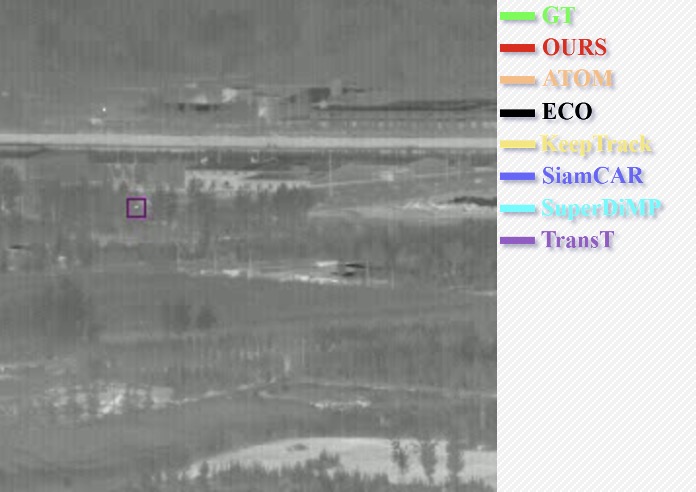 GT
OURS
ATOM
ECO
KeepTrack
SiamCAR
SuperDiMP
TransT